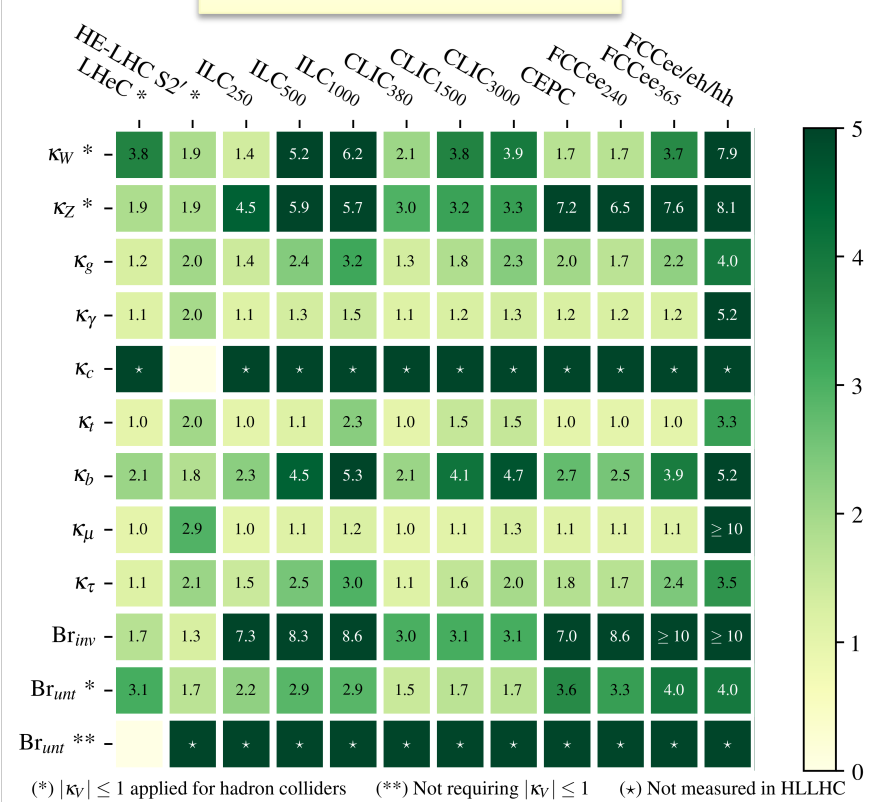 LHeC *
HE-LHC S2′ *
ILC₂₅₀
ILC₅₀₀
ILC₁₀₀₀
CLIC₃₈₀
CLIC₁₅₀₀
CLIC₃₀₀₀
CEPC
FCCee₂₄₀
FCCee₃₆₅
FCCee/eh/hh
κ_W * 3.8 1.9 1.4 5.2 6.2 2.1 3.8 3.9 1.7 1.7 3.7 7.9
κ_Z * 1.9 1.9 4.5 5.9 5.7 3.0 3.2 3.3 7.2 6.5 7.6 8.1
κ_g 1.2 2.0 1.4 2.4 3.2 1.3 1.8 2.3 2.0 1.7 2.2 4.0
κ_γ 1.1 2.0 1.1 1.3 1.5 1.1 1.2 1.3 1.2 1.2 1.2 5.2
κ_c ⋆ ⋆ ⋆ ⋆ ⋆ ⋆ ⋆ ⋆ ⋆ ⋆ ⋆
κ_t 1.0 2.0 1.0 1.1 2.3 1.0 1.5 1.5 1.0 1.0 1.0 3.3
κ_b 2.1 1.8 2.3 4.5 5.3 2.1 4.1 4.7 2.7 2.5 3.9 5.2
κ_μ 1.0 2.9 1.0 1.1 1.2 1.0 1.1 1.3 1.1 1.1 1.1 ≥ 10
κ_τ 1.1 2.1 1.5 2.5 3.0 1.1 1.6 2.0 1.8 1.7 2.4 3.5
Br_inv 1.7 1.3 7.3 8.3 8.6 3.0 3.1 3.1 7.0 8.6 ≥ 10 ≥ 10
Br_unt * 3.1 1.7 2.2 2.9 2.9 1.5 1.7 1.7 3.6 3.3 4.0 4.0
Br_unt ** ⋆ ⋆ ⋆ ⋆ ⋆ ⋆ ⋆ ⋆ ⋆ ⋆ ⋆
5
4
3
2
1
0
(*) |κ_V| ≤ 1 applied for hadron colliders (**) Not requiring |κ_V| ≤ 1 (⋆) Not measured in HLLHC